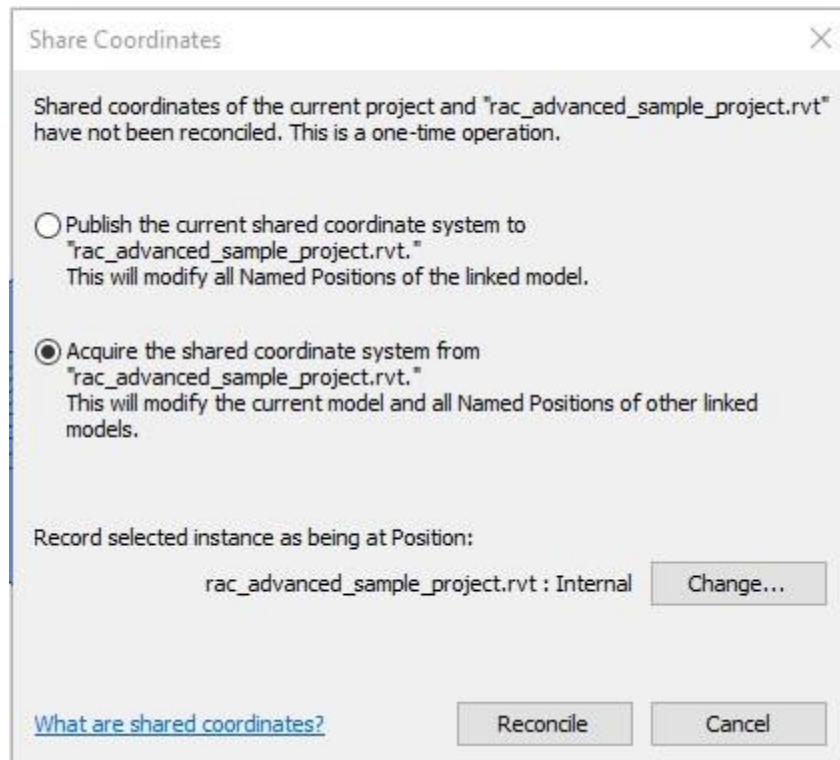 Share Coordinates
Shared coordinates of the current project and "rac_advanced_sample_project.rvt"
have not been reconciled. This is a one-time operation.
Publish the current shared coordinate system to
"rac_advanced_sample_project.rvt."
This will modify all Named Positions of the linked model.
Acquire the shared coordinate system from
"rac_advanced_sample_project.rvt."
This will modify the current model and all Named Positions of other linked
models.
Record selected instance as being at Position:
rac_advanced_sample_project.rvt : Internal Change...
What are shared coordinates? Reconcile Cancel